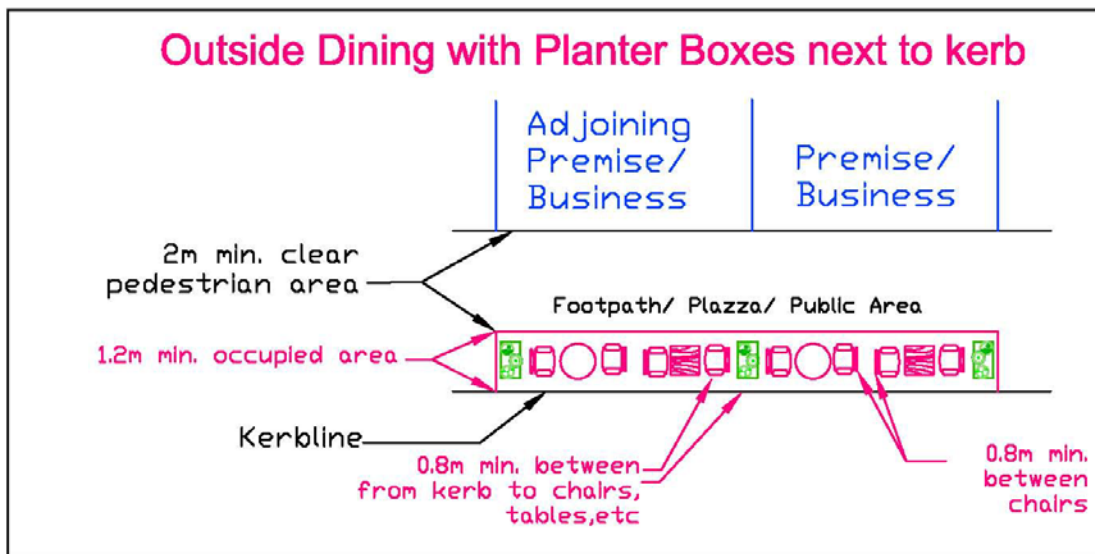 Outside Dining with Planter Boxes next to kerb
Adjoining
Premise/
Business
Premise/
Business
2m min. clear
pedestrian area
Footpath/ Plazza/ Public Area
1.2m min. occupied area
Kerbline
0.8m min. between
from kerb to chairs,
tables,etc
0.8m min.
between
chairs